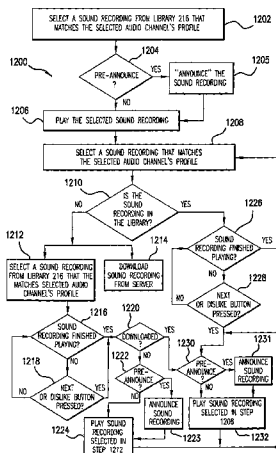 SELECT A SOUND RECORDING FROM LIBRARY 216 THAT
MATCHES THE SELECTED AUDIO CHANNEL'S PROFILE
1202
1204
1200
PRE-ANNOUNCE
?
YES
"ANNOUNCE" THE
SOUND
RECORDING
1205
NO
1206
PLAY THE SELECTED SOUND RECORDING
1208
SELECT A SOUND RECORDING THAT MATCHES
THE SELECTED AUDIO CHANNEL'S PROFILE
1210
IS THE
SOUND
RECORDING IN
THE LIBRARY?
NO
YES
1212
1214
1226
SELECT A SOUND RECORDING
FROM LIBRARY 216 THAT THE
MATCHES THE SELECTED AUDIO
CHANNEL'S PROFILE
DOWNLOAD
SOUND RECORDING
FROM SERVER
SOUND
RECORDING FINISHED
PLAYING?
YES
NO
1228
NO
NEXT
OR DISLIKE BUTTON
PRESSED?
YES
1216
1220
SOUND
RECORDING FINISHED
PLAYING?
YES
DOWNLOADED
?
YES
1230
1231
NO
1218
1222
NO
PRE-
ANNOUNCE
?
YES
ANNOUNCE SOUND
RECORDING
NO
NEXT
OR DISLIKE BUTTON
PRESSED?
YES
PRE-
ANNOUNCE
?
YES
NO
1224
NO
ANNOUNCE
SOUND
RECORDING
1223
PLAY SOUND
RECORDING
SELECTED IN
STEP 1212
PLAY SOUND RECORDING
SELECTED IN STEP
1208
1232